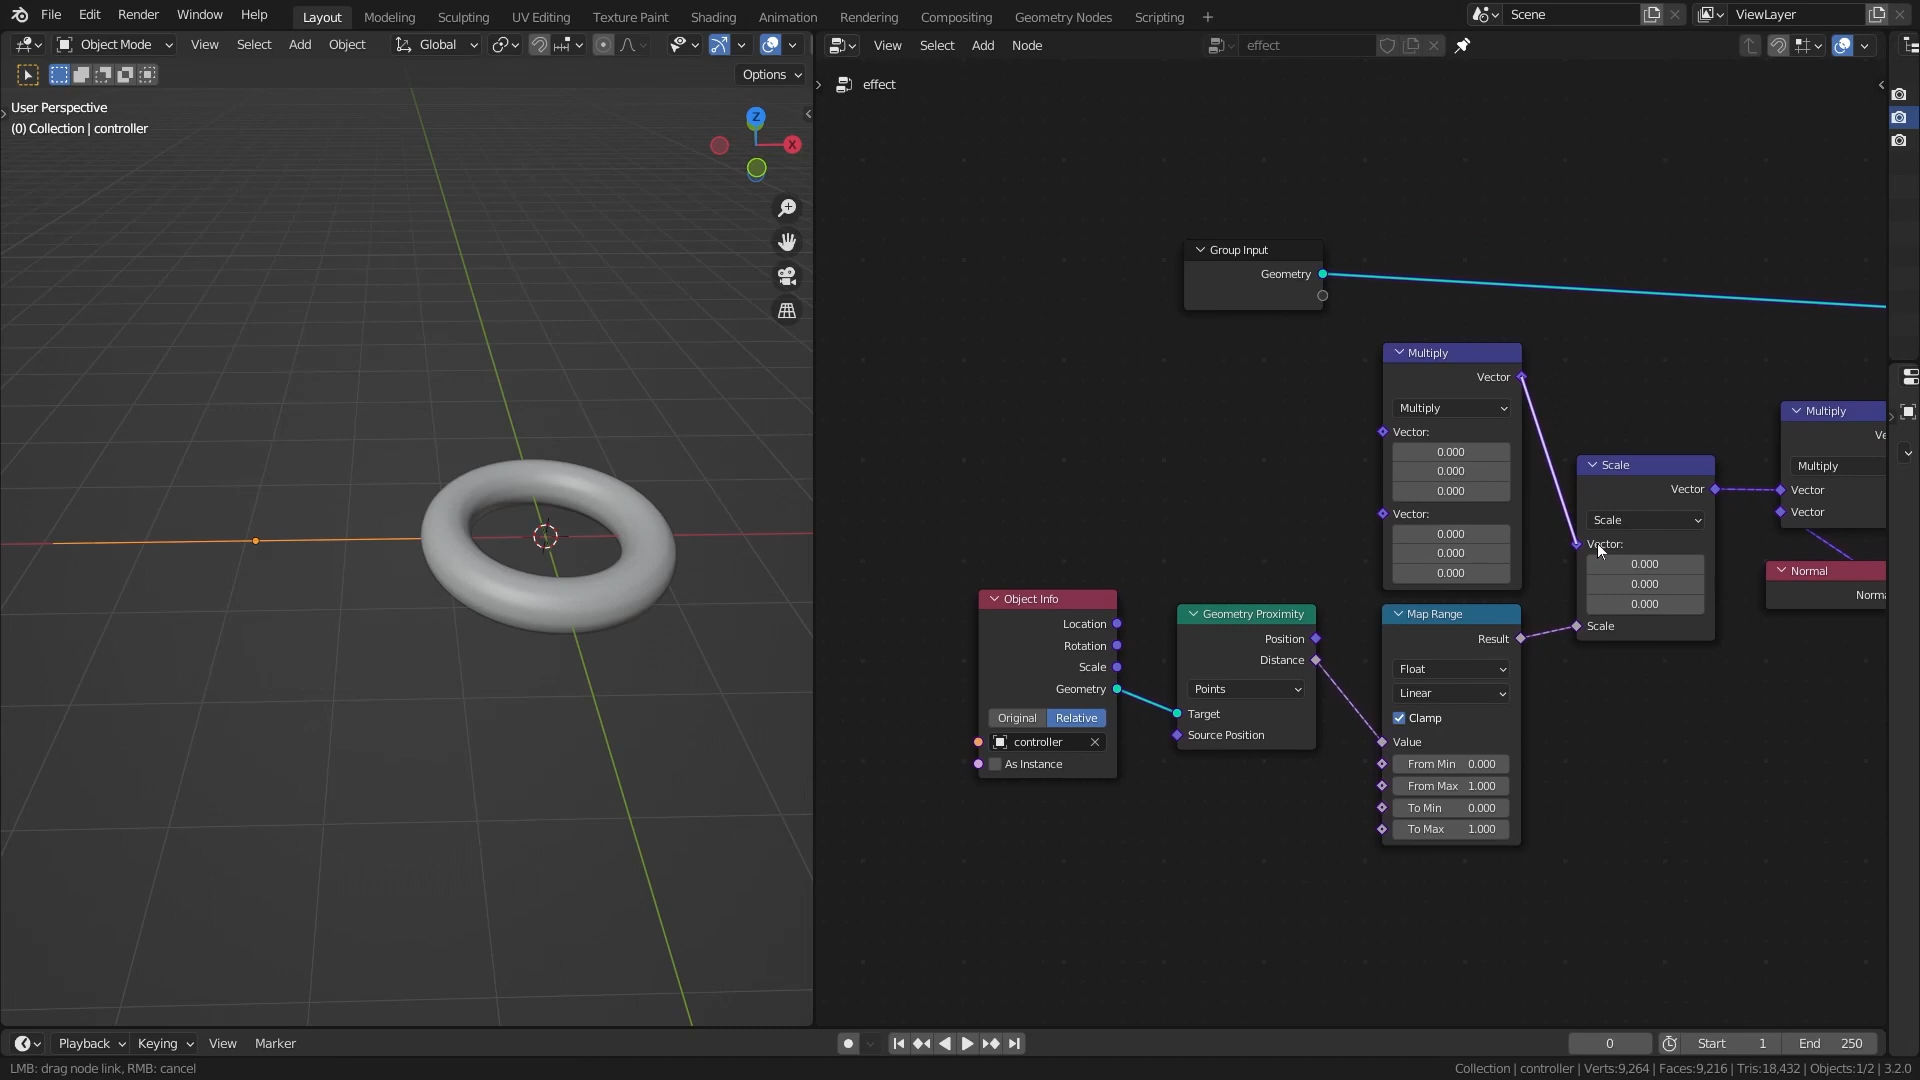 File Edit Render Window Help Layout Modeling Sculpting UV Editing Texture Paint Shading Animation Rendering Compositing Geometry Nodes Scripting + Scene ViewLayer
Object Mode View Select Add Object Global View Select Add Node effect
Options
User Perspective
(0) Collection | controller
Z
X
effect
Group Input
Geometry
Multiply
Vector
Multiply
Vector:
0.000
0.000
0.000
Vector:
0.000
0.000
0.000
Scale
Vector
Scale
Vector:
0.000
0.000
0.000
Scale
Multiply
Ve
Multiply
Vector
Vector
Normal
Norma
Object Info
Location
Rotation
Scale
Geometry
Original Relative
controller
As Instance
Geometry Proximity
Position
Distance
Points
Target
Source Position
Map Range
Result
Float
Linear
Clamp
Value
From Min 0.000
From Max 1.000
To Min 0.000
To Max 1.000
Playback Keying View Marker 0 Start 1 End 250
LMB: drag node link, RMB: cancel Collection | controller | Verts:9,264 | Faces:9,216 | Tris:18,432 | Objects:1/2 | 3.2.0